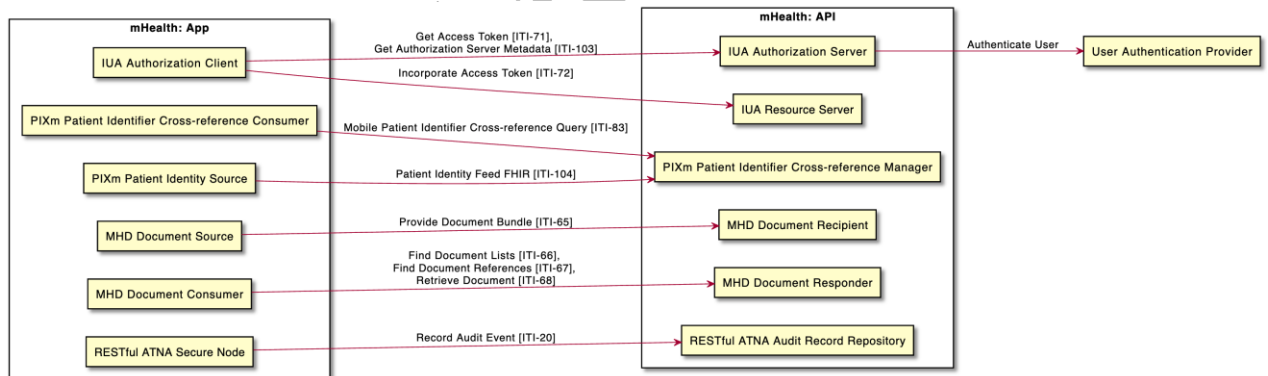 mHealth: App
mHealth: API
Get Access Token [ITI-71],
Get Authorization Server Metadata [ITI-103]
IUA Authorization Client
IUA Authorization Server
Authenticate User
User Authentication Provider
Incorporate Access Token [ITI-72]
IUA Resource Server
PIXm Patient Identifier Cross-reference Consumer
Mobile Patient Identifier Cross-reference Query [ITI-83]
PIXm Patient Identifier Cross-reference Manager
PIXm Patient Identity Source
Patient Identity Feed FHIR [ITI-104]
MHD Document Source
Provide Document Bundle [ITI-65]
MHD Document Recipient
Find Document Lists [ITI-66],
Find Document References [ITI-67],
Retrieve Document [ITI-68]
MHD Document Consumer
MHD Document Responder
RESTful ATNA Secure Node
Record Audit Event [ITI-20]
RESTful ATNA Audit Record Repository